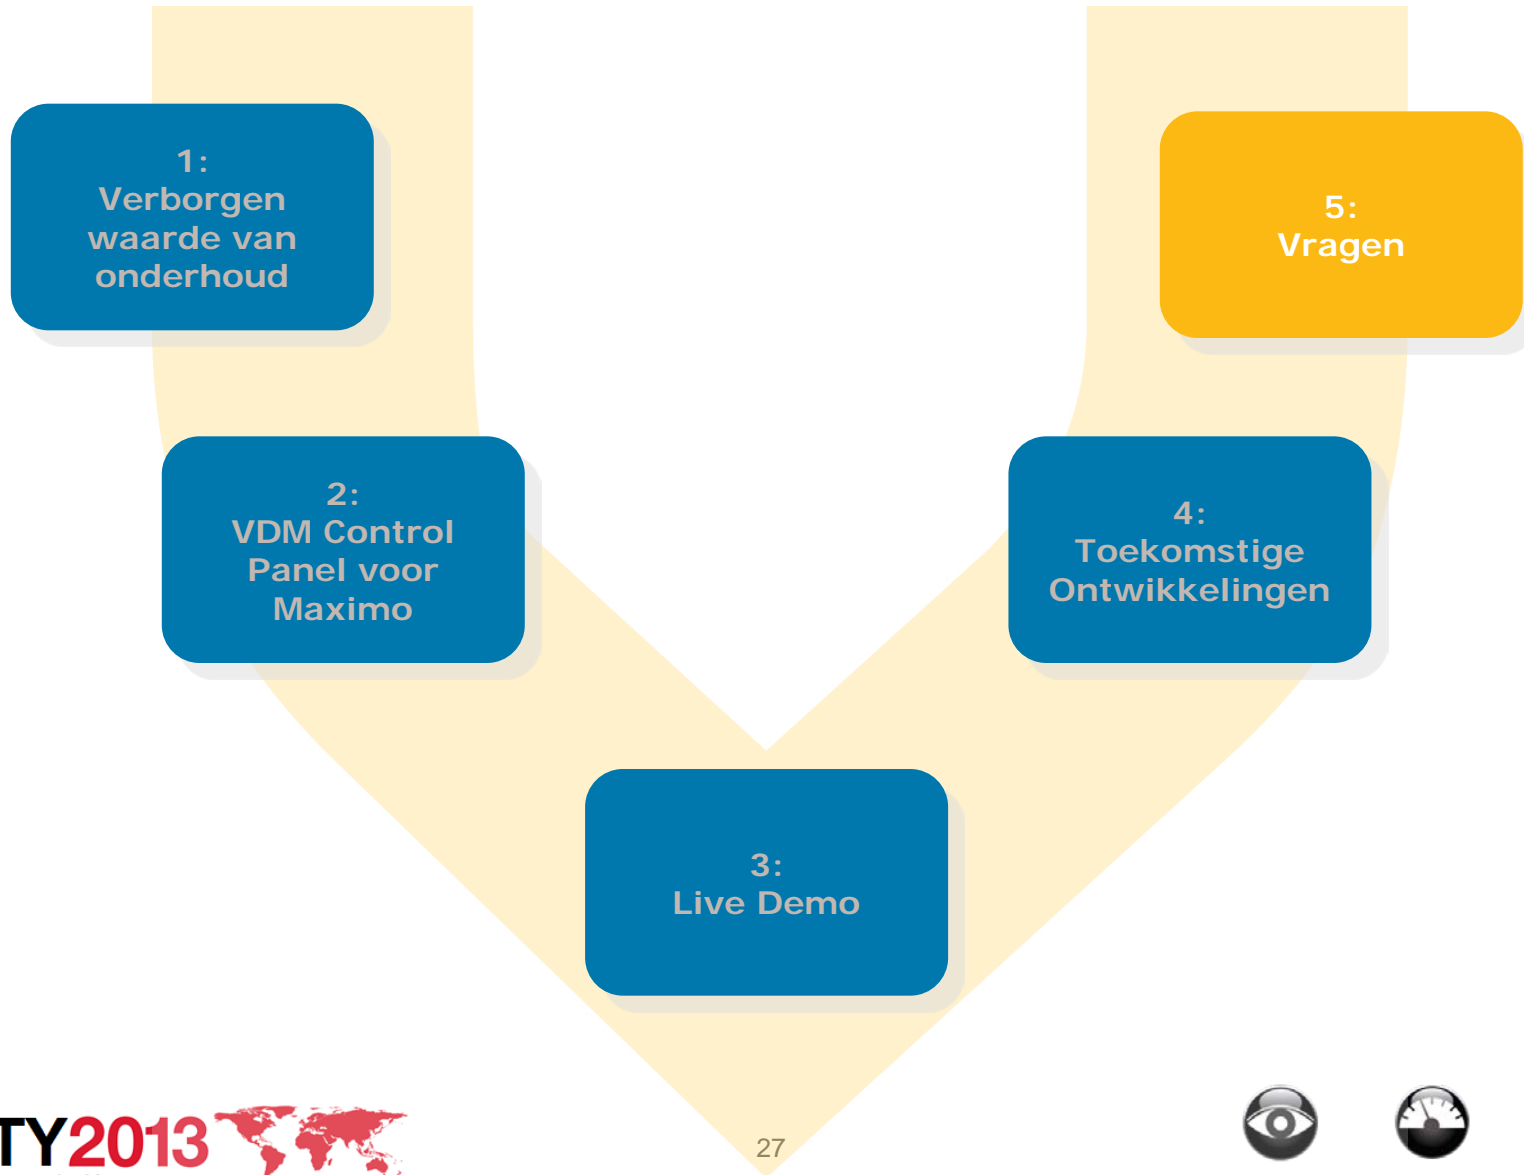 1:
Verborgen
waarde van
onderhoud
2:
VDM Control
Panel voor
Maximo
3:
Live Demo
4:
Toekomstige
Ontwikkelingen
5:
Vragen
TY2013
27